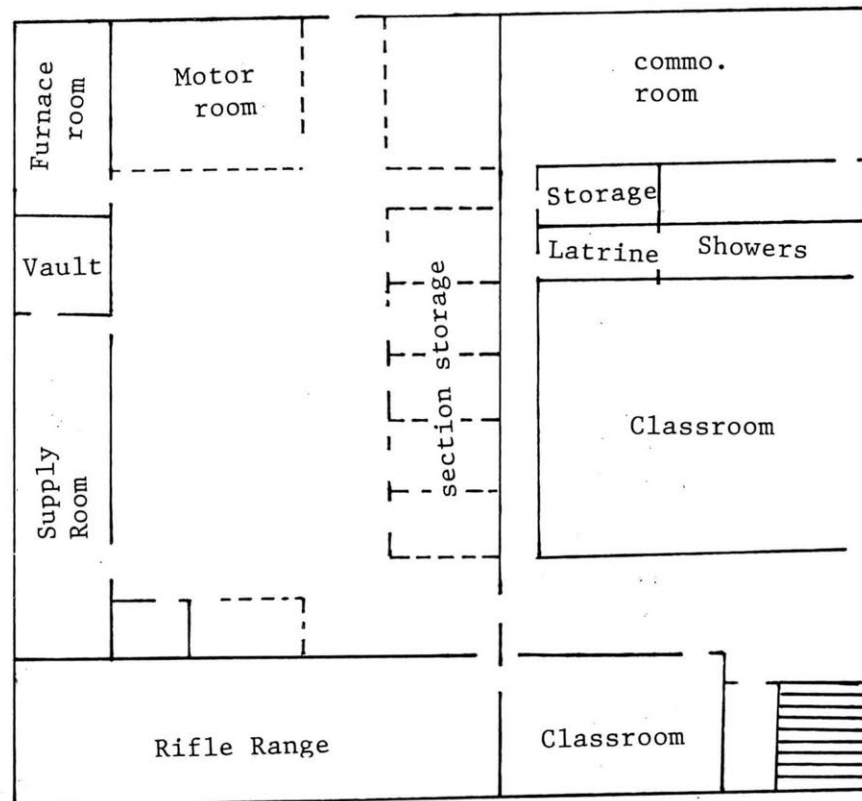 Furnace
room
Motor
room
commo.
room
Storage
Latrine
Showers
Vault
section storage
Classroom
Supply
Room
Rifle Range
Classroom